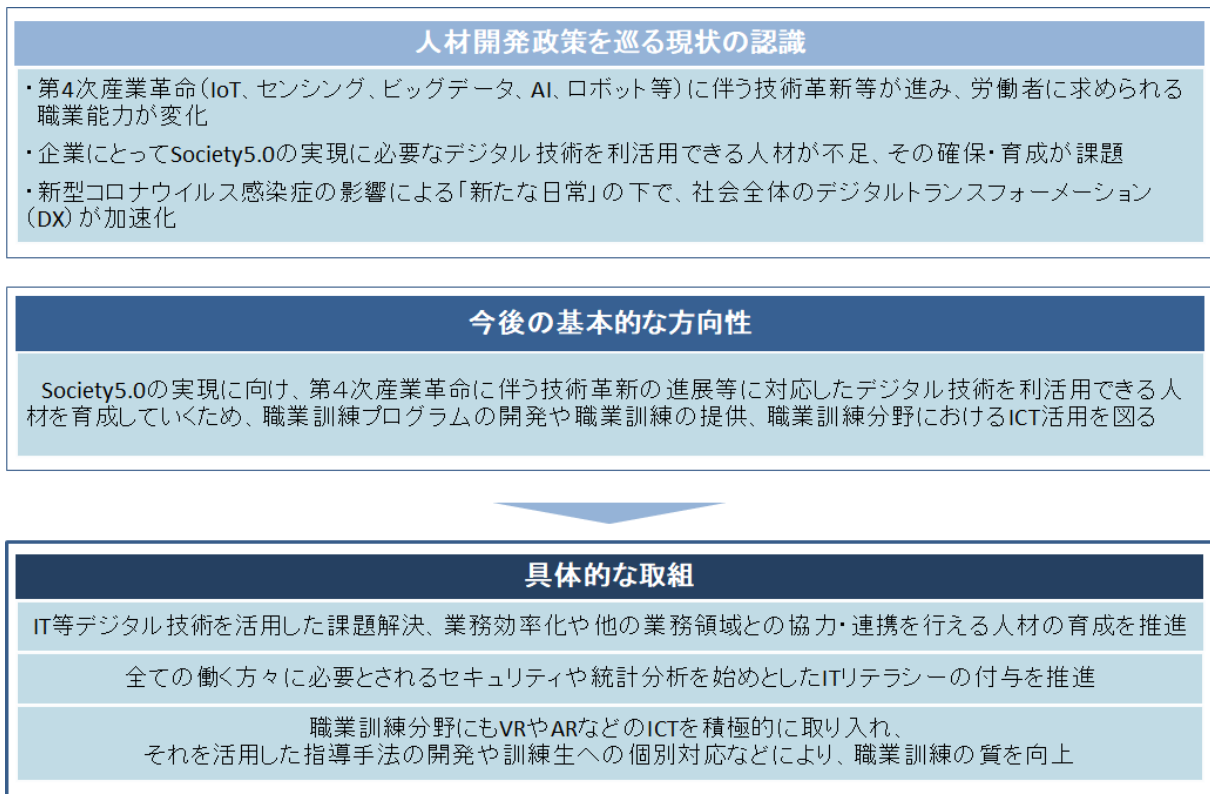 人材開発政策を巡る現状の認識
・第4次産業革命(IoT、センシング、ビッグデータ、AI、ロボット等)に伴う技術革新等が進み、労働者に求められる
職業能力が変化
・企業にとってSociety5.0の実現に必要なデジタル技術を利活用できる人材が不足、その確保・育成が課題
・新型コロナウイルス感染症の影響による「新たな日常」の下で、社会全体のデジタルトランスフォーメーション
(DX)が加速化
今後の基本的な方向性
Society5.0の実現に向け、第4次産業革命に伴う技術革新の進展等に対応したデジタル技術を利活用できる人
材を育成していくため、職業訓練プログラムの開発や職業訓練の提供、職業訓練分野におけるICT活用を図る
具体的な取組
IT等デジタル技術を活用した課題解決、業務効率化や他の業務領域との協力・連携を行える人材の育成を推進
全ての働く方々に必要とされるセキュリティや統計分析を始めとしたITリテラシーの付与を推進
職業訓練分野にもVRやARなどのICTを積極的に取り入れ、
それを活用した指導手法の開発や訓練生への個別対応などにより、職業訓練の質を向上